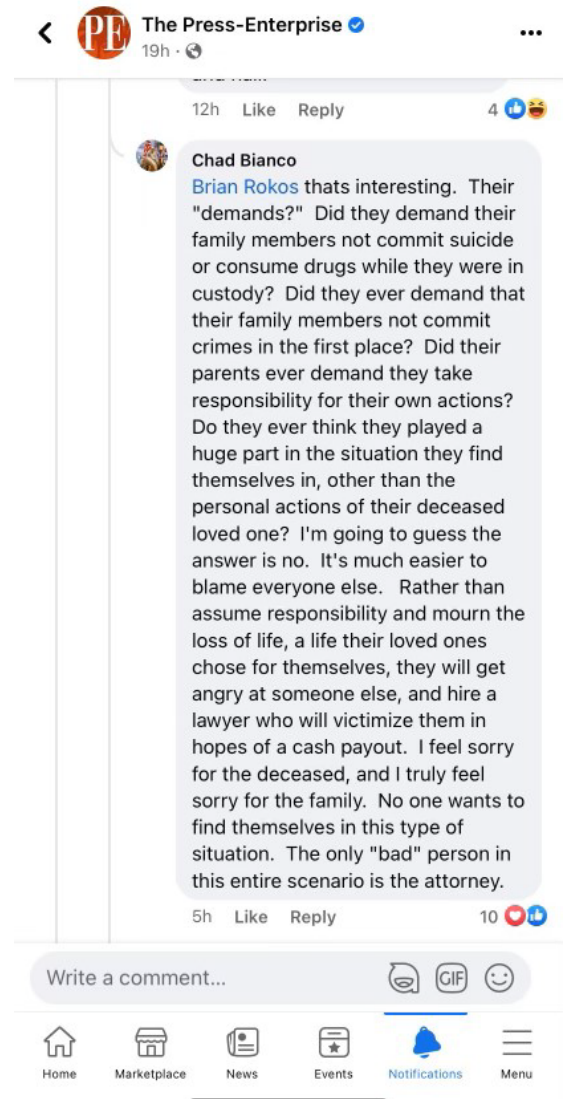 The Press-Enterprise
19h ·
12h Like Reply 4
Chad Bianco
Brian Rokos thats interesting. Their
"demands?" Did they demand their
family members not commit suicide
or consume drugs while they were in
custody? Did they ever demand that
their family members not commit
crimes in the first place? Did their
parents ever demand they take
responsibility for their own actions?
Do they ever think they played a
huge part in the situation they find
themselves in, other than the
personal actions of their deceased
loved one? I'm going to guess the
answer is no. It's much easier to
blame everyone else. Rather than
assume responsibility and mourn the
loss of life, a life their loved ones
chose for themselves, they will get
angry at someone else, and hire a
lawyer who will victimize them in
hopes of a cash payout. I feel sorry
for the deceased, and I truly feel
sorry for the family. No one wants to
find themselves in this type of
situation. The only "bad" person in
this entire scenario is the attorney.
5h Like Reply 10
Write a comment...
GIF
Home Marketplace News Events Notifications Menu
PE